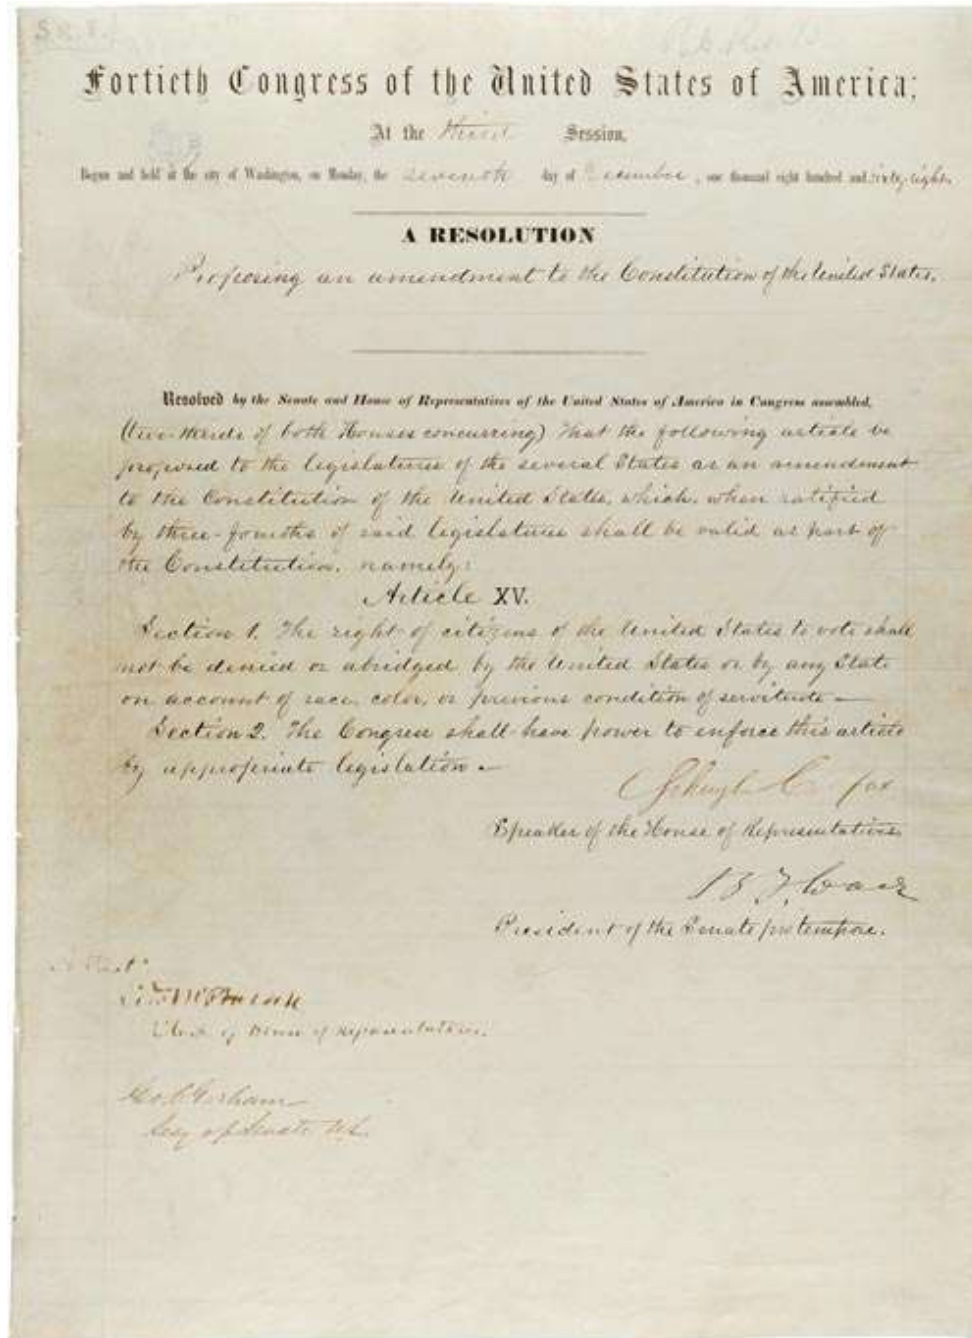 S.R. 8.
Fortieth Congress of the United States of America;
At the third Session,
Begun and held at the city of Washington, on Monday, the seventh day of December, one thousand eight hundred and sixty-eight.
A RESOLUTION
Proposing an amendment to the Constitution of the United States.
Resolved by the Senate and House of Representatives of the United States of America in Congress assembled,
(two-thirds of both Houses concurring) That the following article be
proposed to the legislatures of the several States as an amendment
to the Constitution of the United States, which, when ratified
by three-fourths of said legislatures shall be valid as part of
the Constitution, namely:
Article XV.
Section 1. The right of citizens of the United States to vote shall
not be denied or abridged by the United States or by any State
on account of race, color, or previous condition of servitude—
Section 2. The Congress shall have power to enforce this article
by appropriate legislation—
Schuyler Colfax
Speaker of the House of Representatives.
B F Wade
President of the Senate pro tempore.
Attest
Clerk of House of Representatives.
Geo. C. Gorham
Secy of Senate U.S.